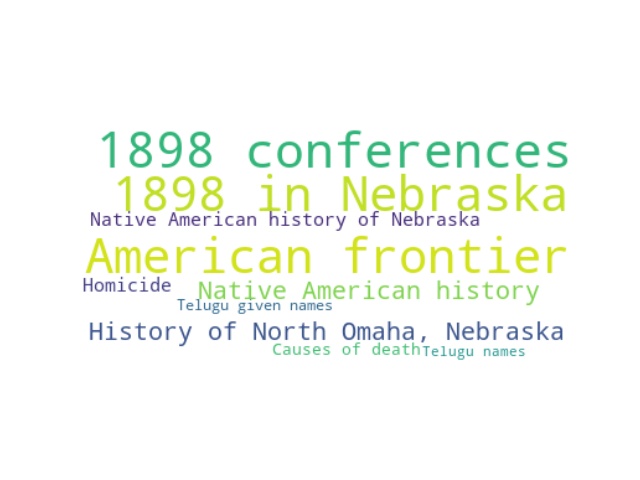 1898 conferences
1898 in Nebraska
Native American history of Nebraska
American frontier
Homicide
Native American history
Telugu given names
History of North Omaha, Nebraska
Causes of death
Telugu names